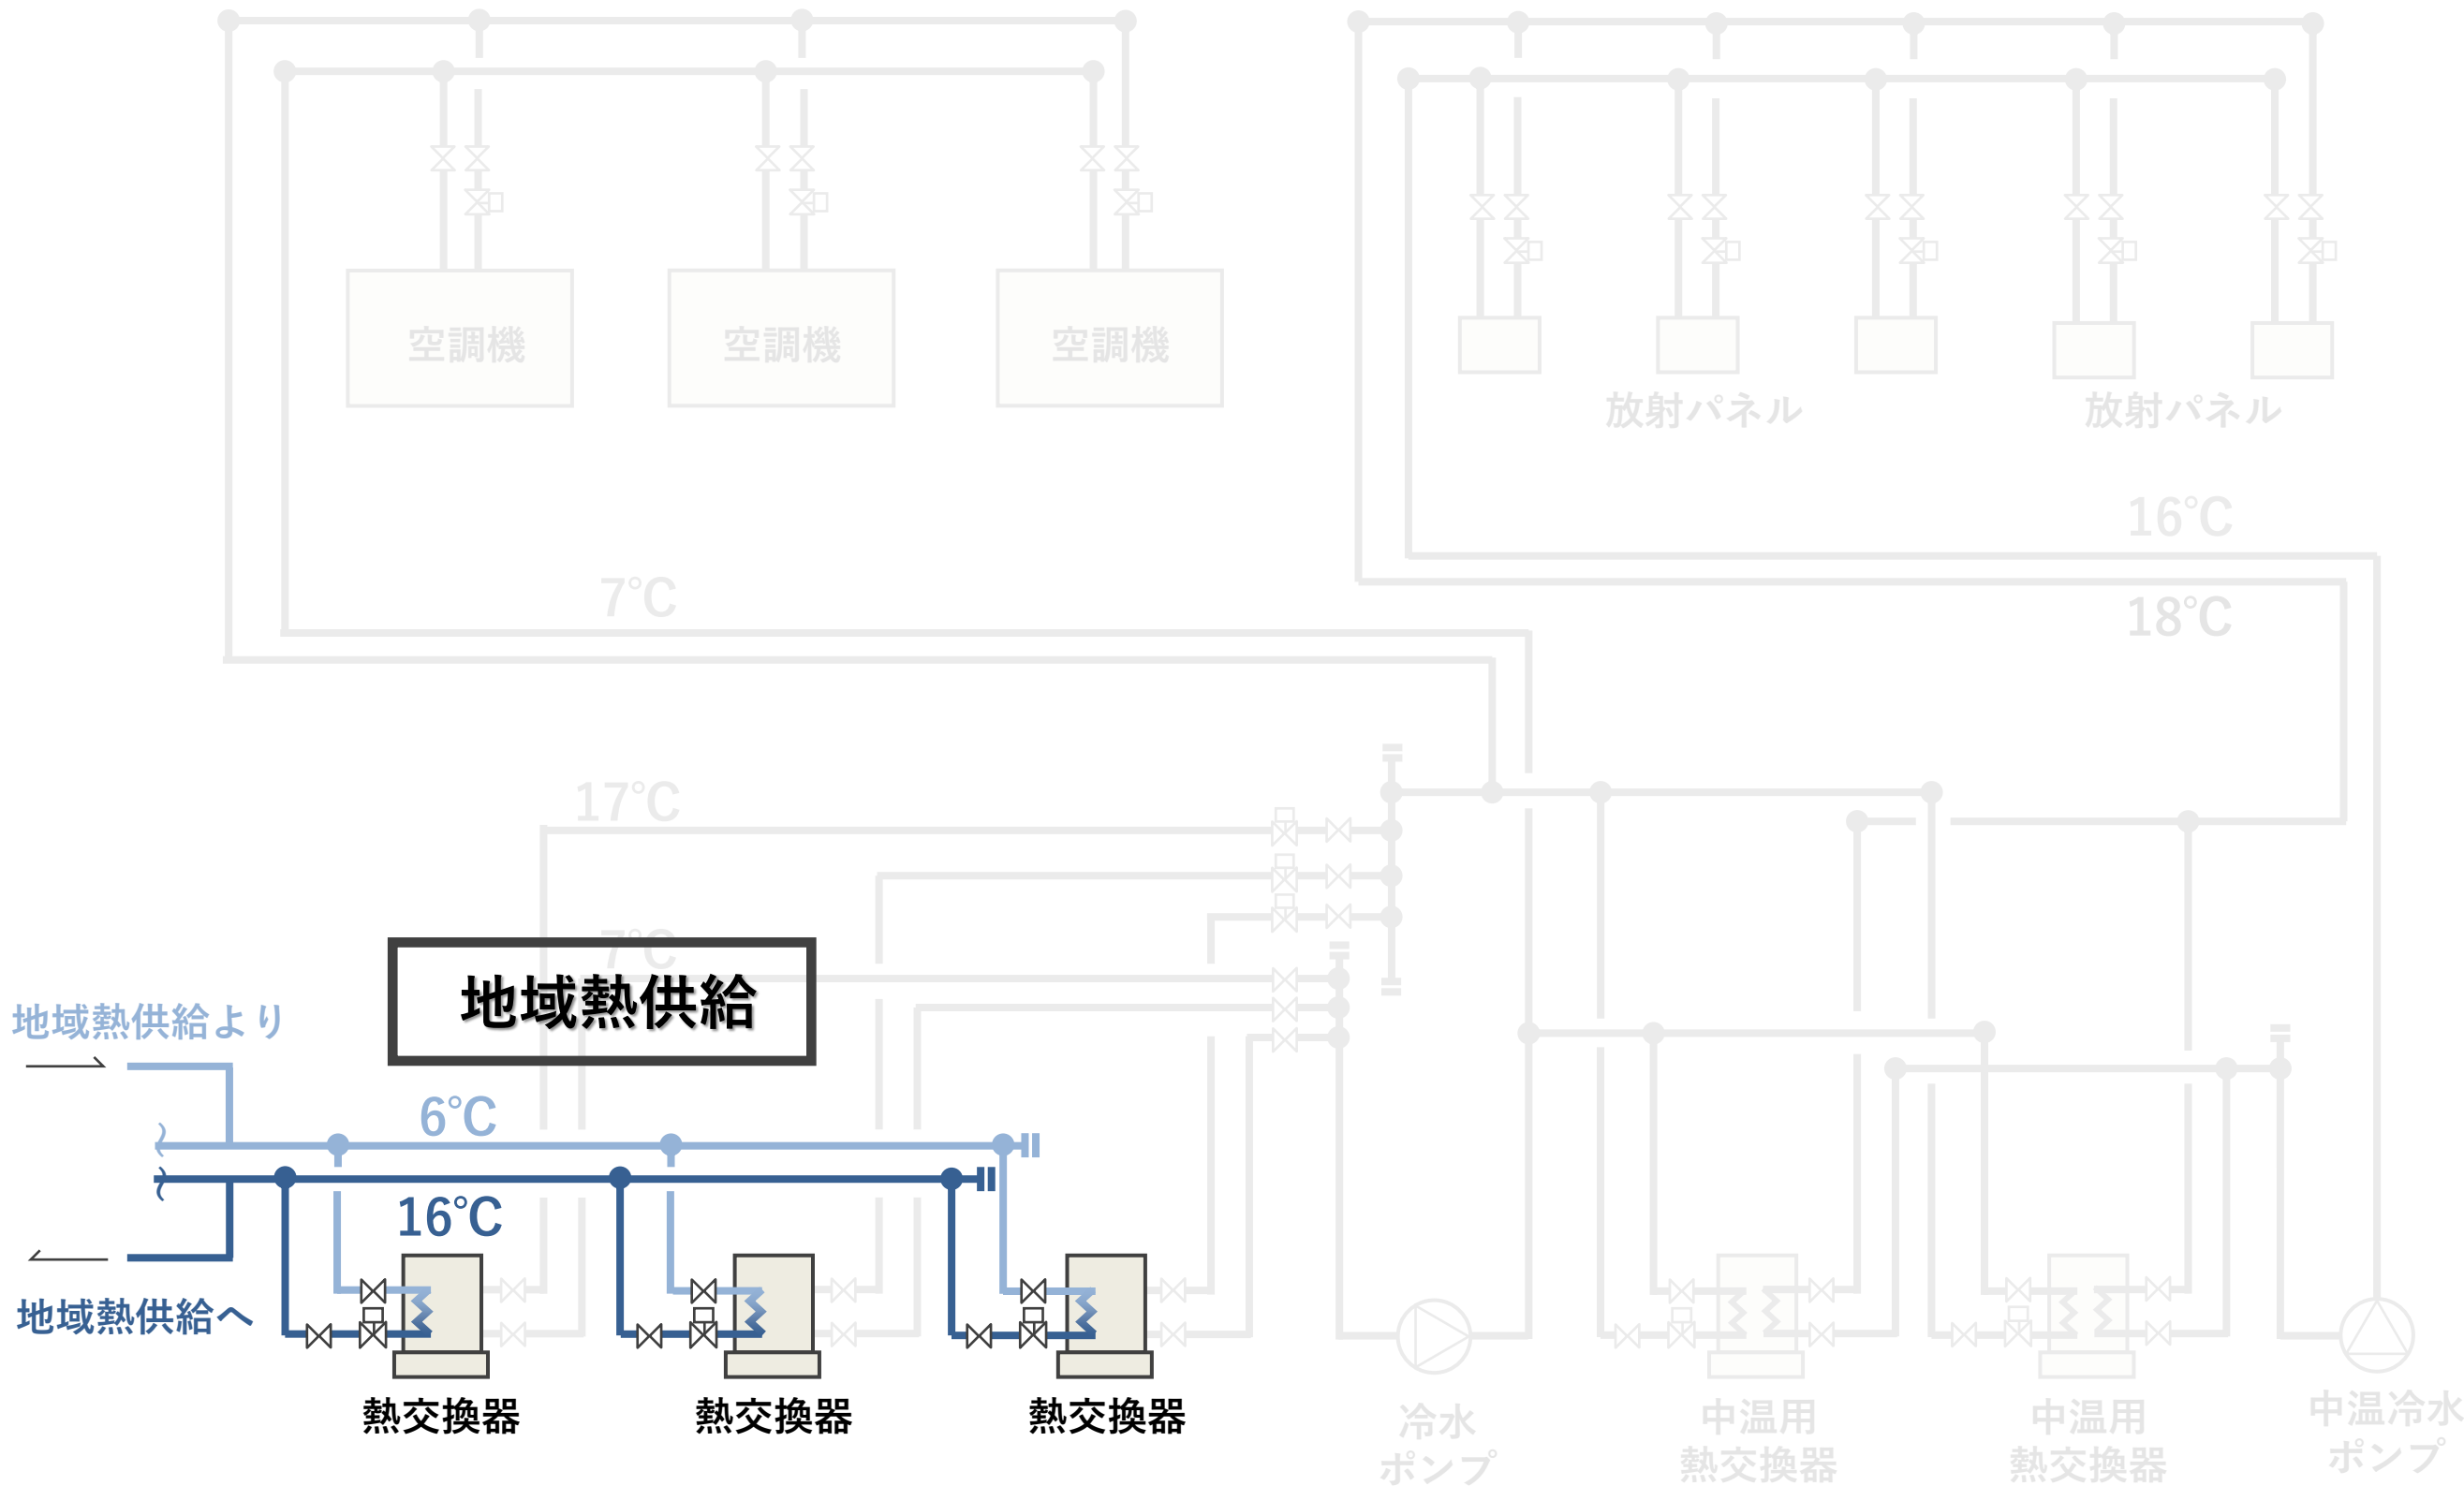 空調機
空調機
空調機
放射パネル
放射パネル
16℃
7℃
18℃
17℃
7℃
地域熱供給
地域熱供給より
6℃
16℃
地域熱供給へ
熱交換器
熱交換器
熱交換器
冷水
ポンプ
中温用
熱交換器
中温用
熱交換器
中温冷水
ポンプ